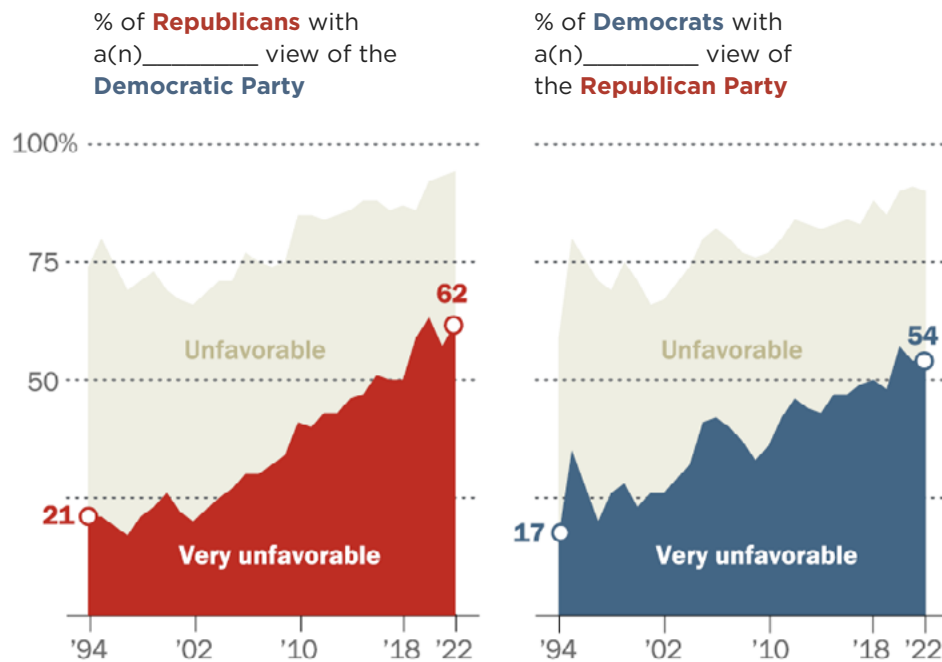 % of Republicans with
a(n)_________ view of the
Democratic Party
100%
75
50
21
62
Unfavorable
Very unfavorable
’94
’02
’10
’18
’22
% of Democrats with
a(n)_________ view of
the Republican Party
17
54
Unfavorable
Very unfavorable
’94
’02
’10
’18
’22